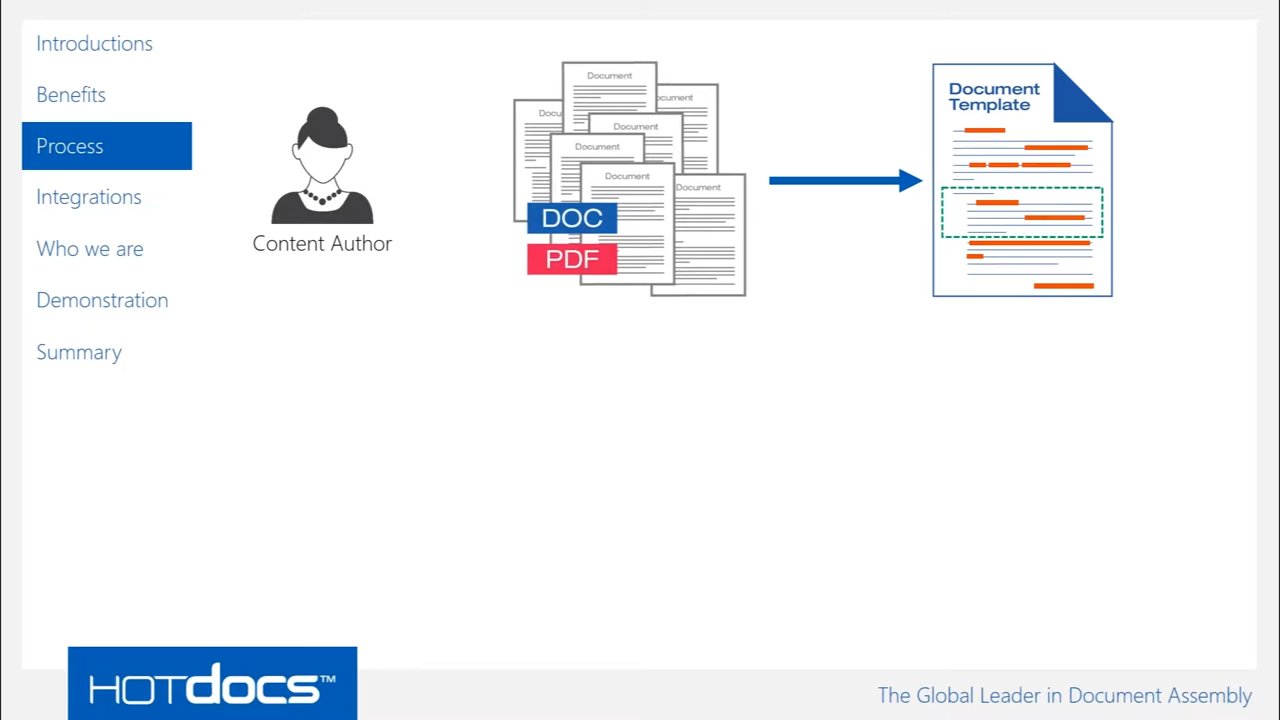 Introductions
Benefits
Process
Integrations
Who we are
Demonstration
Summary
Content Author
Document
Document
Document
Document
Document
DOC
PDF
Document
Template
HOTdocs™
The Global Leader in Document Assembly